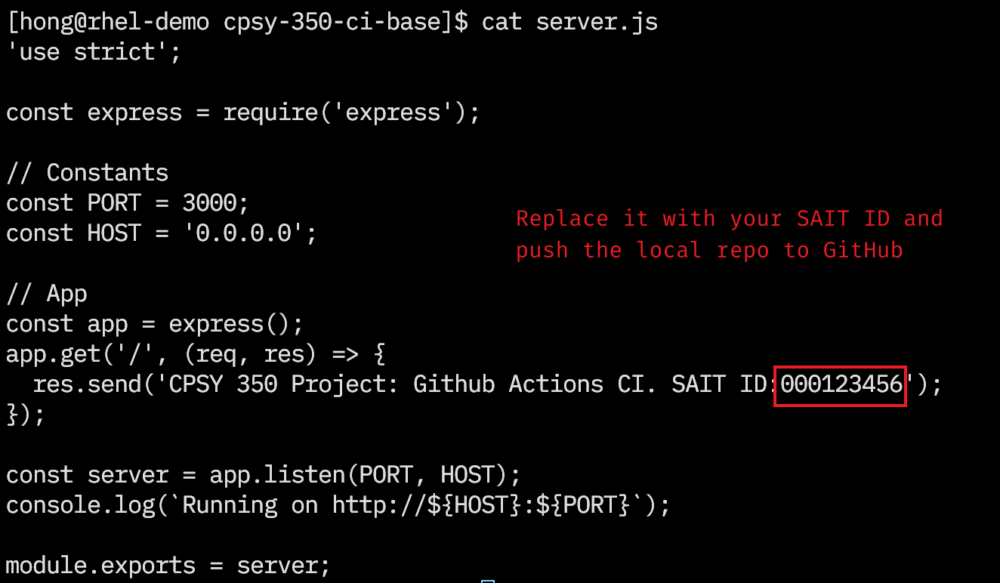 [hong@rhel-demo cpsy-350-ci-base]$ cat server.js
'use strict';
const express = require('express');
// Constants
const PORT = 3000;
const HOST = '0.0.0.0';
Replace it with your SAIT ID and
push the local repo to GitHub
// App
const app = express();
app.get('/', (req, res) => {
  res.send('CPSY 350 Project: Github Actions CI. SAIT ID:000123456');
});
const server = app.listen(PORT, HOST);
console.log(`Running on http://${HOST}:${PORT}`);
module.exports = server;